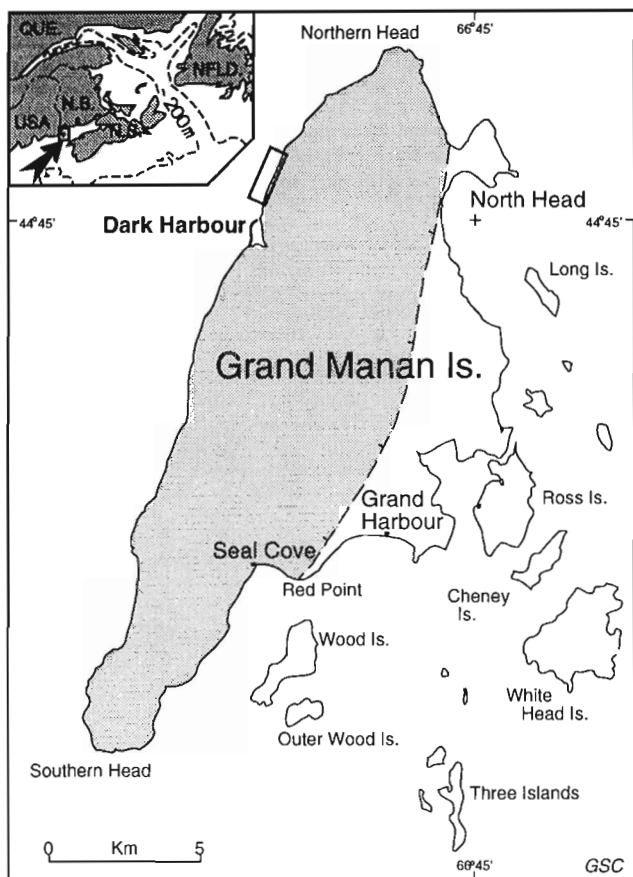 66°45'
Northern Head
QUE.
NFLD.
N.B.
USA
N.S.
200m
North Head
44°45'
Dark Harbour
44°45'
Long Is.
Grand Manan Is.
Grand
Harbour
Ross Is.
Seal Cove
Red Point
Cheney
Is.
Wood Is.
White
Head Is.
Outer Wood Is.
Southern Head
Three Islands
0 Km 5
66°45'
GSC